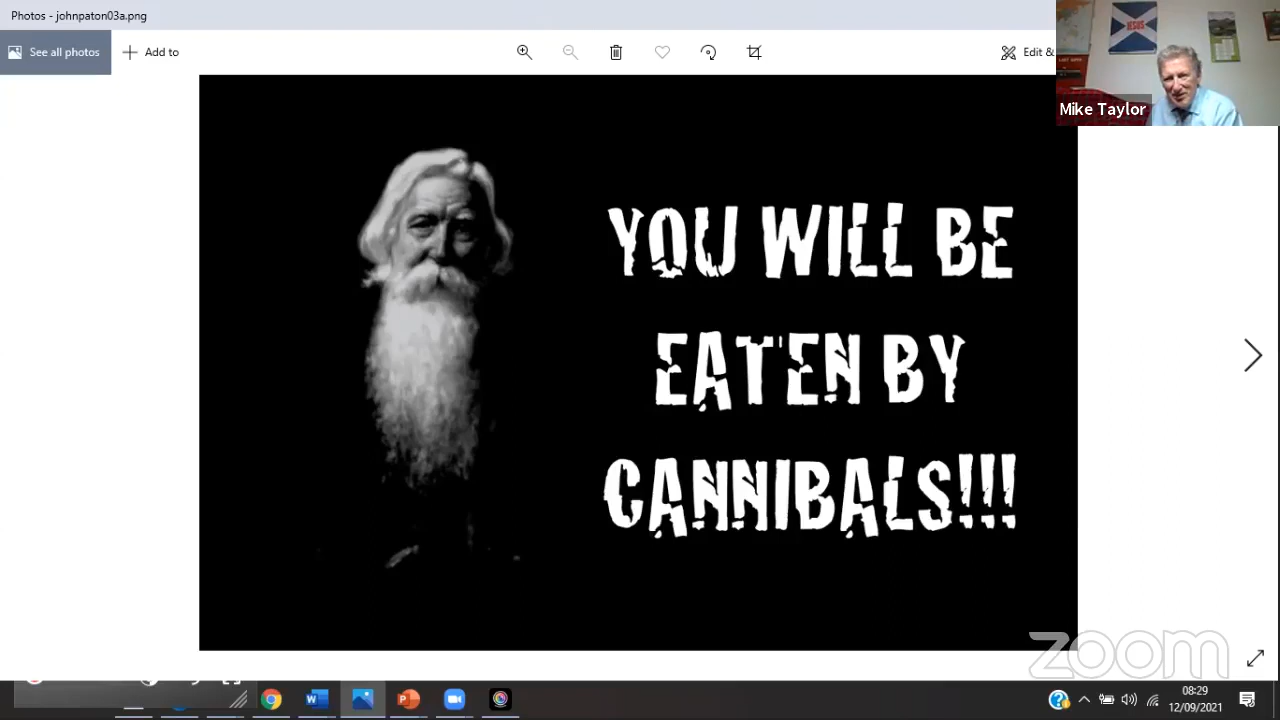 Photos - johnpaton03a.png
See all photos
Add to
Edit &
JESUS
Mike Taylor
YOU WILL BE
EATEN BY
CANNIBALS!!!
zoom
08:29
12/09/2021